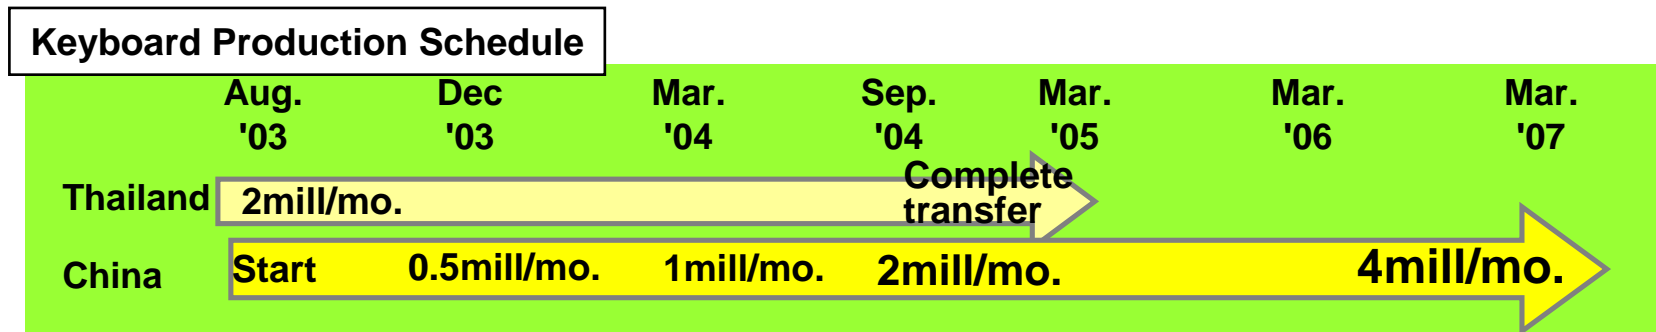 Keyboard Production Schedule
Aug. Dec Mar. Sep. Mar. Mar. Mar.
'03 '03 '04 '04 '05 '06 '07
Thailand 2mill/mo. Complete
transfer
China Start 0.5mill/mo. 1mill/mo. 2mill/mo. 4mill/mo.